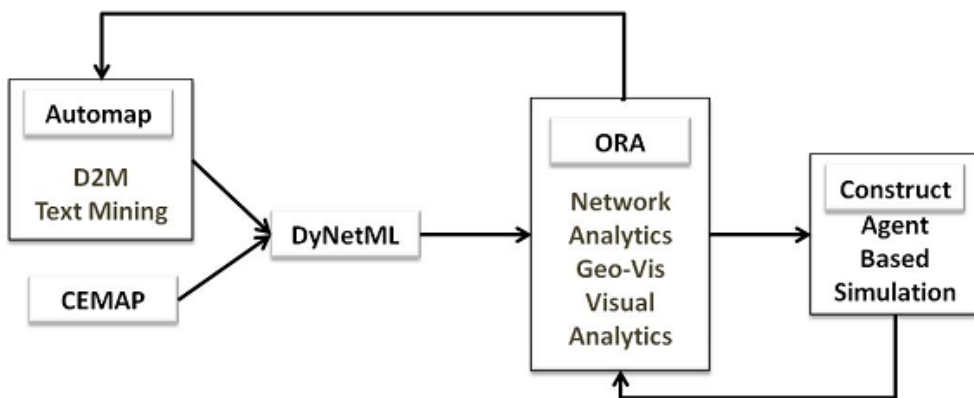 Automap
D2M
Text Mining
CEMAP
DyNetML
ORA
Network
Analytics
Geo-Vis
Visual
Analytics
Construct
Agent
Based
Simulation